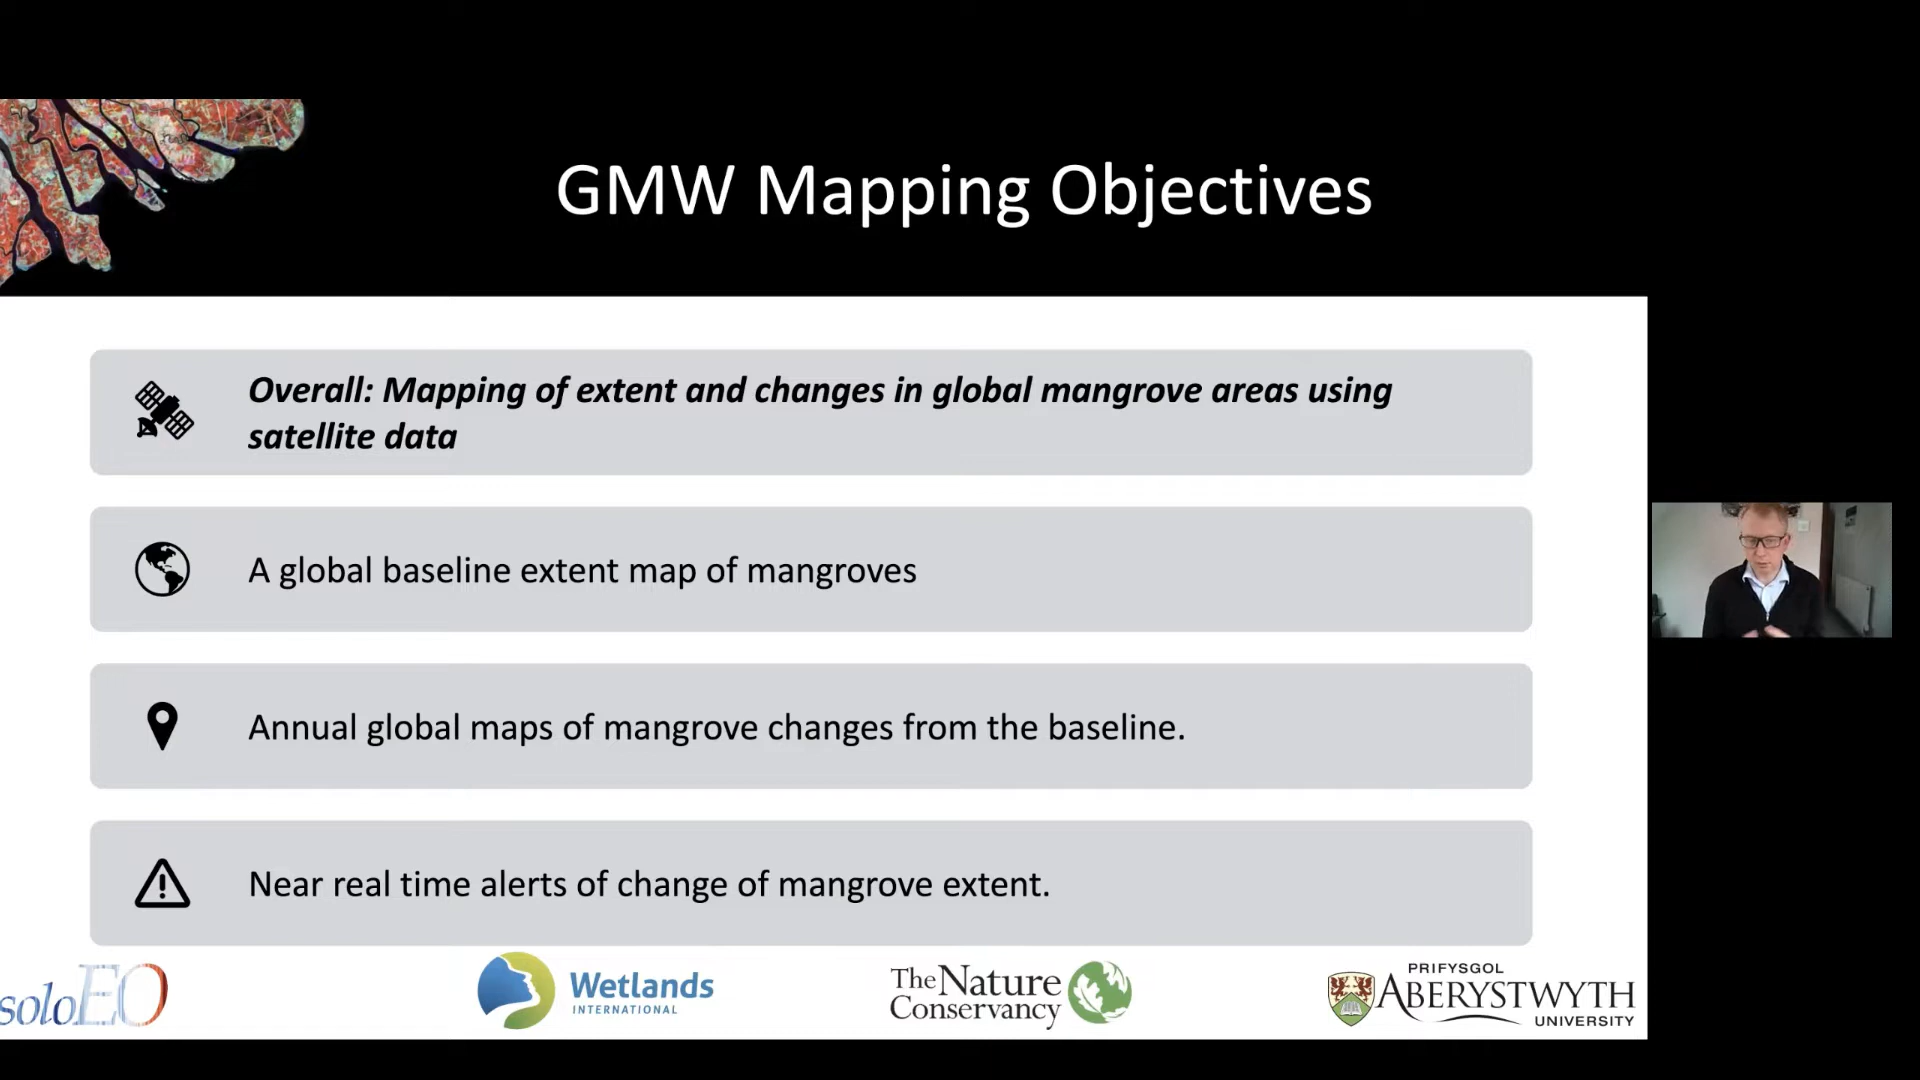 GMW Mapping Objectives
Overall: Mapping of extent and changes in global mangrove areas using
satellite data
A global baseline extent map of mangroves
Annual global maps of mangrove changes from the baseline.
Near real time alerts of change of mangrove extent.
soloEO
Wetlands
INTERNATIONAL
The Nature
Conservancy
PRIFYSGOL
ABERYSTWYTH
UNIVERSITY